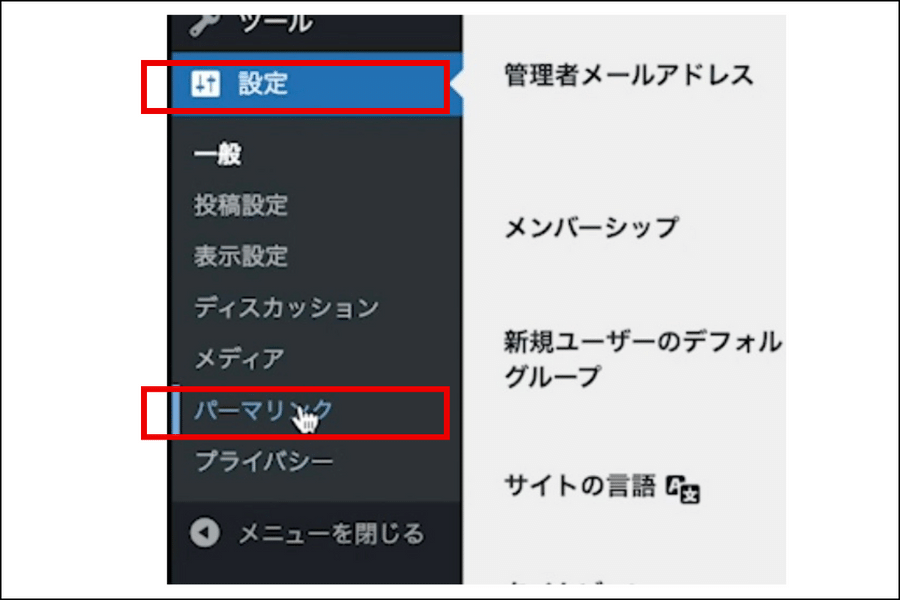 ツール
設定
一般
投稿設定
表示設定
ディスカッション
メディア
パーマリンク
プライバシー
メニューを閉じる
管理者メールアドレス
メンバーシップ
新規ユーザーのデフォル
グループ
サイトの言語